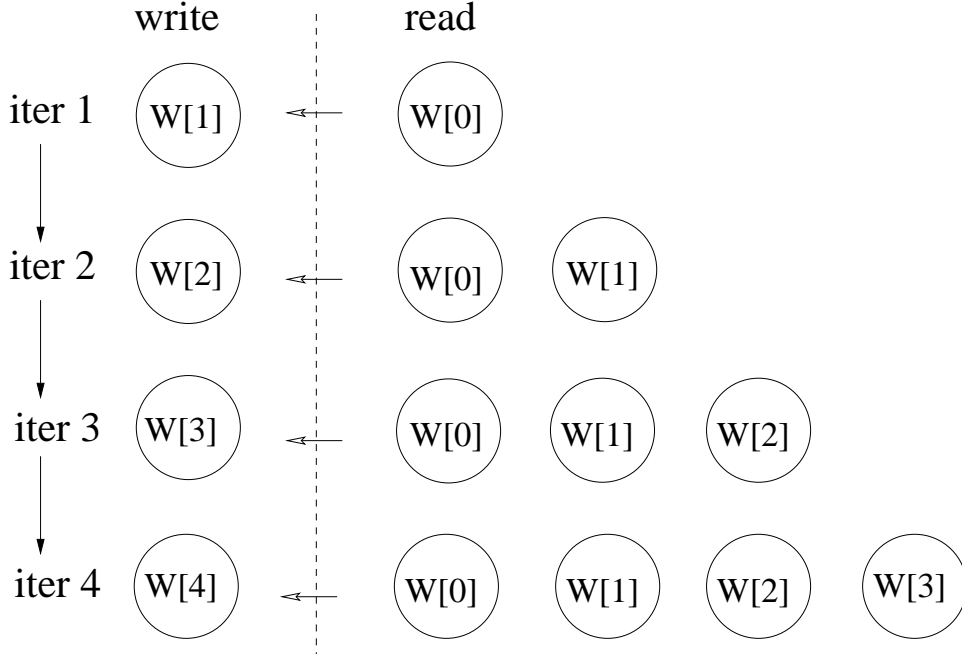 write read
iter 1 W[1] W[0]
iter 2 W[2] W[0] W[1]
iter 3 W[3] W[0] W[1] W[2]
iter 4 W[4] W[0] W[1] W[2] W[3]